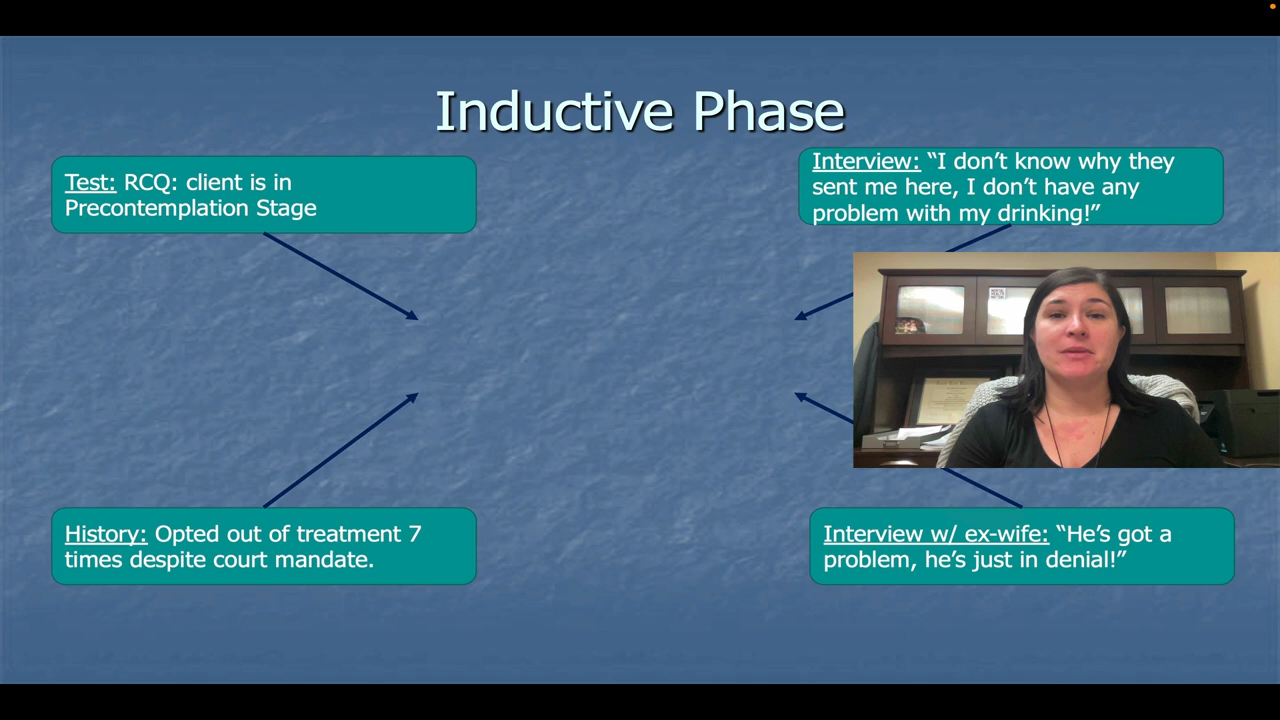 Inductive Phase
Test: RCQ: client is in
Precontemplation Stage
Interview: “I don’t know why they
sent me here, I don’t have any
problem with my drinking!”
History: Opted out of treatment 7
times despite court mandate.
Interview w/ ex-wife: “He’s got a
problem, he’s just in denial!”